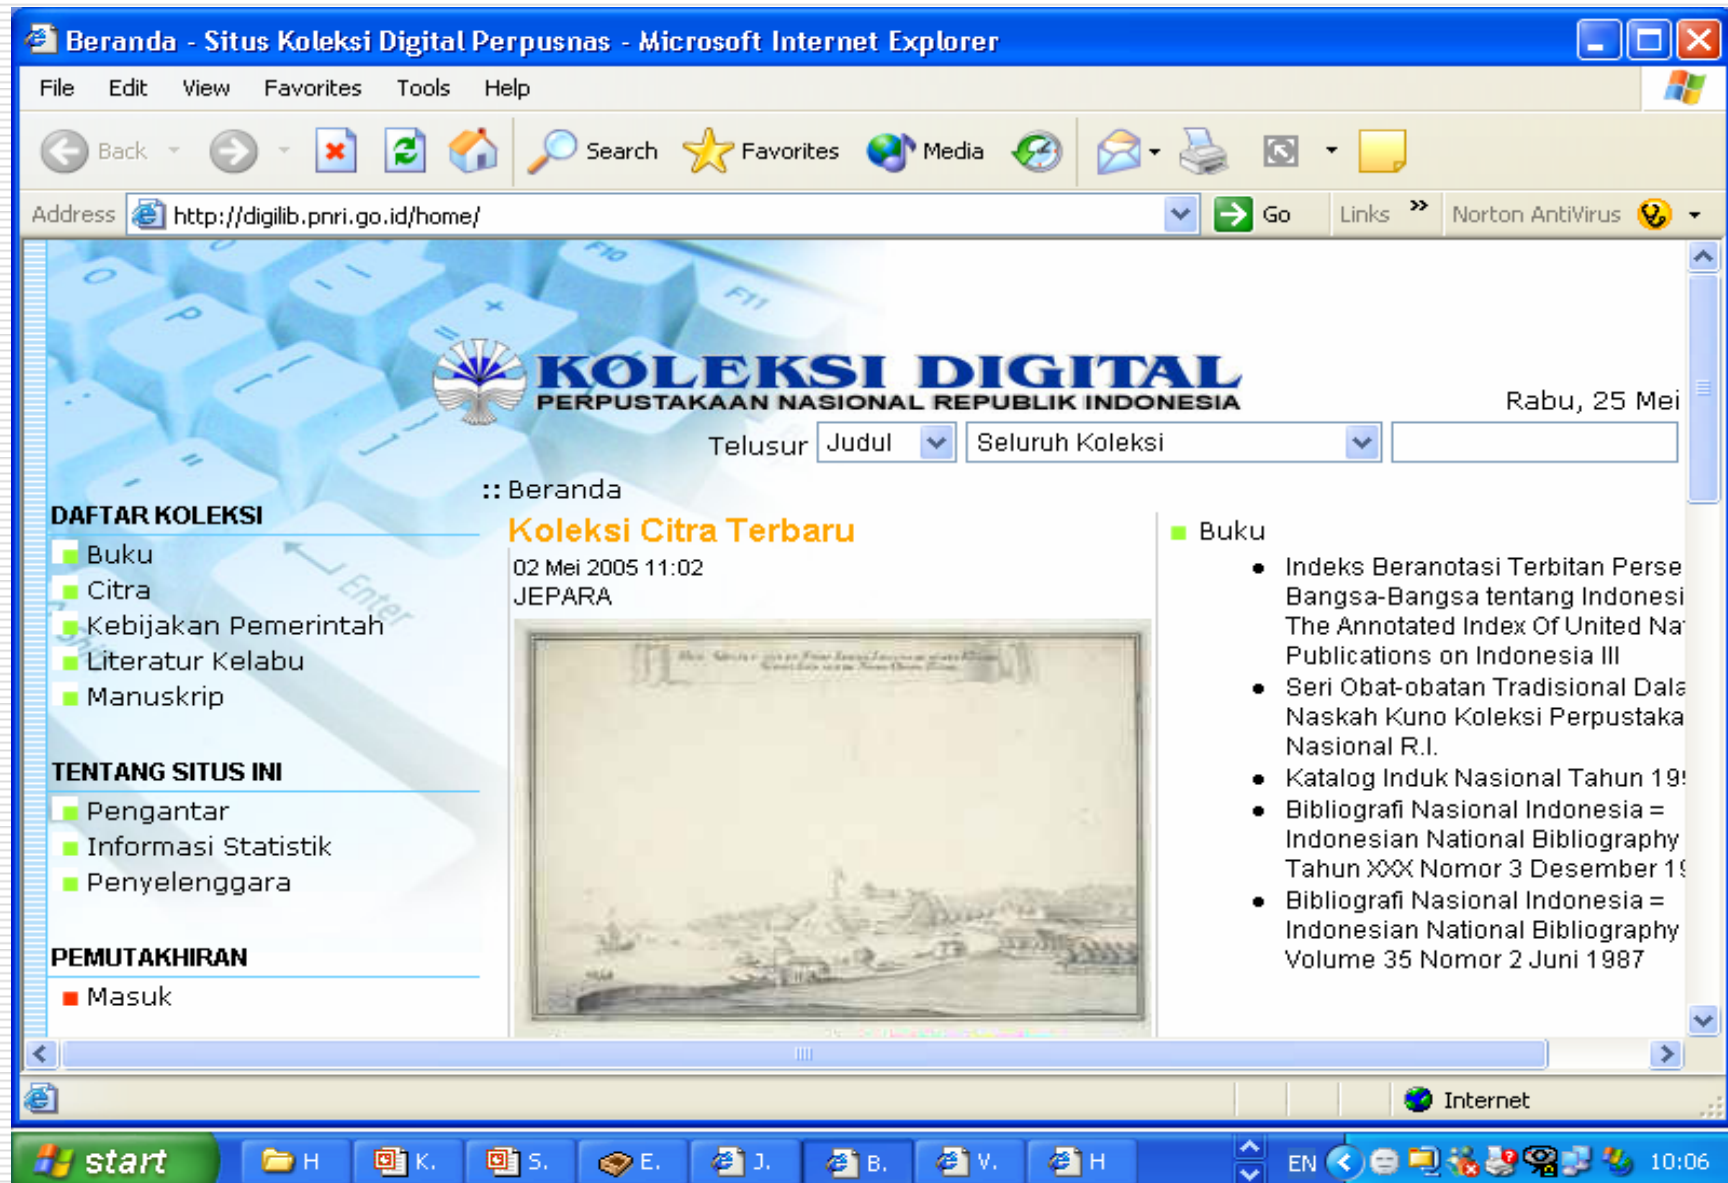 Beranda - Situs Koleksi Digital Perpusnas - Microsoft Internet Explorer
File Edit View Favorites Tools Help
Back Search Favorites Media
Address http://digilib.pnri.go.id/home/ Go Links » Norton AntiVirus
KOLEKSI DIGITAL
PERPUSTAKAAN NASIONAL REPUBLIK INDONESIA
Rabu, 25 Mei
Telusur Judul Seluruh Koleksi
:: Beranda
DAFTAR KOLEKSI
Buku
Citra
Kebijakan Pemerintah
Literatur Kelabu
Manuskrip
TENTANG SITUS INI
Pengantar
Informasi Statistik
Penyelenggara
PEMUTAKHIRAN
Masuk
Koleksi Citra Terbaru
02 Mei 2005 11:02
JEPARA
Buku
Indeks Beranotasi Terbitan Perse
Bangsa-Bangsa tentang Indonesi
The Annotated Index Of United Na
Publications on Indonesia III
Seri Obat-obatan Tradisional Dala
Naskah Kuno Koleksi Perpustaka
Nasional R.I.
Katalog Induk Nasional Tahun 19
Bibliografi Nasional Indonesia =
Indonesian National Bibliography
Tahun XXX Nomor 3 Desember 19
Bibliografi Nasional Indonesia =
Indonesian National Bibliography
Volume 35 Nomor 2 Juni 1987
Internet
start H K. S. E. J. B. V. H EN 10:06
F10
F11
O
P
Enter
Shift